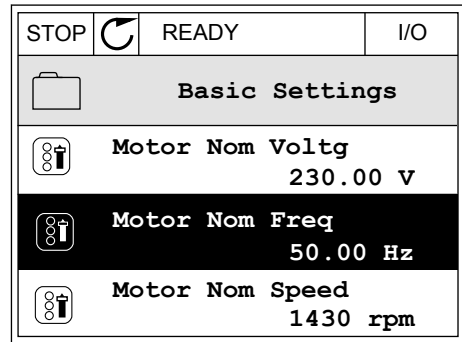 STOP READY I/O
Basic Settings
Motor Nom Voltg
230.00 V
Motor Nom Freq
50.00 Hz
Motor Nom Speed
1430 rpm